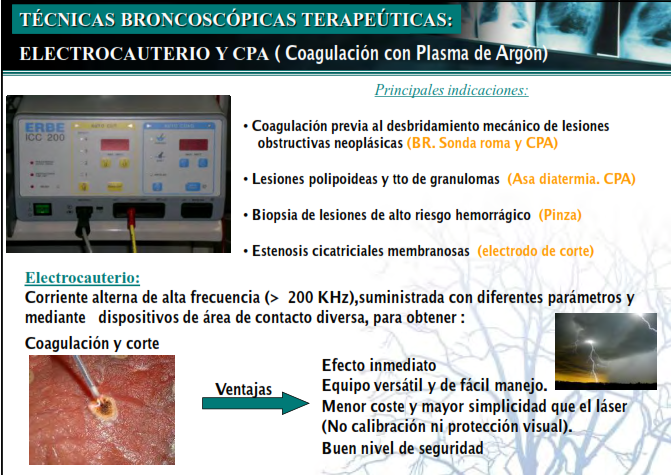 TÉCNICAS BRONCOSCÓPICAS TERAPEÚTICAS:
ELECTROCAUTERIO Y CPA ( Coagulación con Plasma de Argón)
Principales indicaciones:
ERBE
ICC 200
AUTO CUT
• Coagulación previa al desbridamiento mecánico de lesiones
obstructivas neoplásicas (BR. Sonda roma y CPA)
• Lesiones polipoideas y tto de granulomas (Asa diatermia. CPA)
• Biopsia de lesiones de alto riesgo hemorrágico (Pinza)
• Estenosis cicatriciales membranosas (electrodo de corte)
Electrocauterio:
Corriente alterna de alta frecuencia (> 200 KHz),suministrada con diferentes parámetros y
mediante dispositivos de área de contacto diversa, para obtener :
Coagulación y corte
Ventajas
Efecto inmediato
Equipo versátil y de fácil manejo.
Menor coste y mayor simplicidad que el láser
(No calibración ni protección visual).
Buen nivel de seguridad